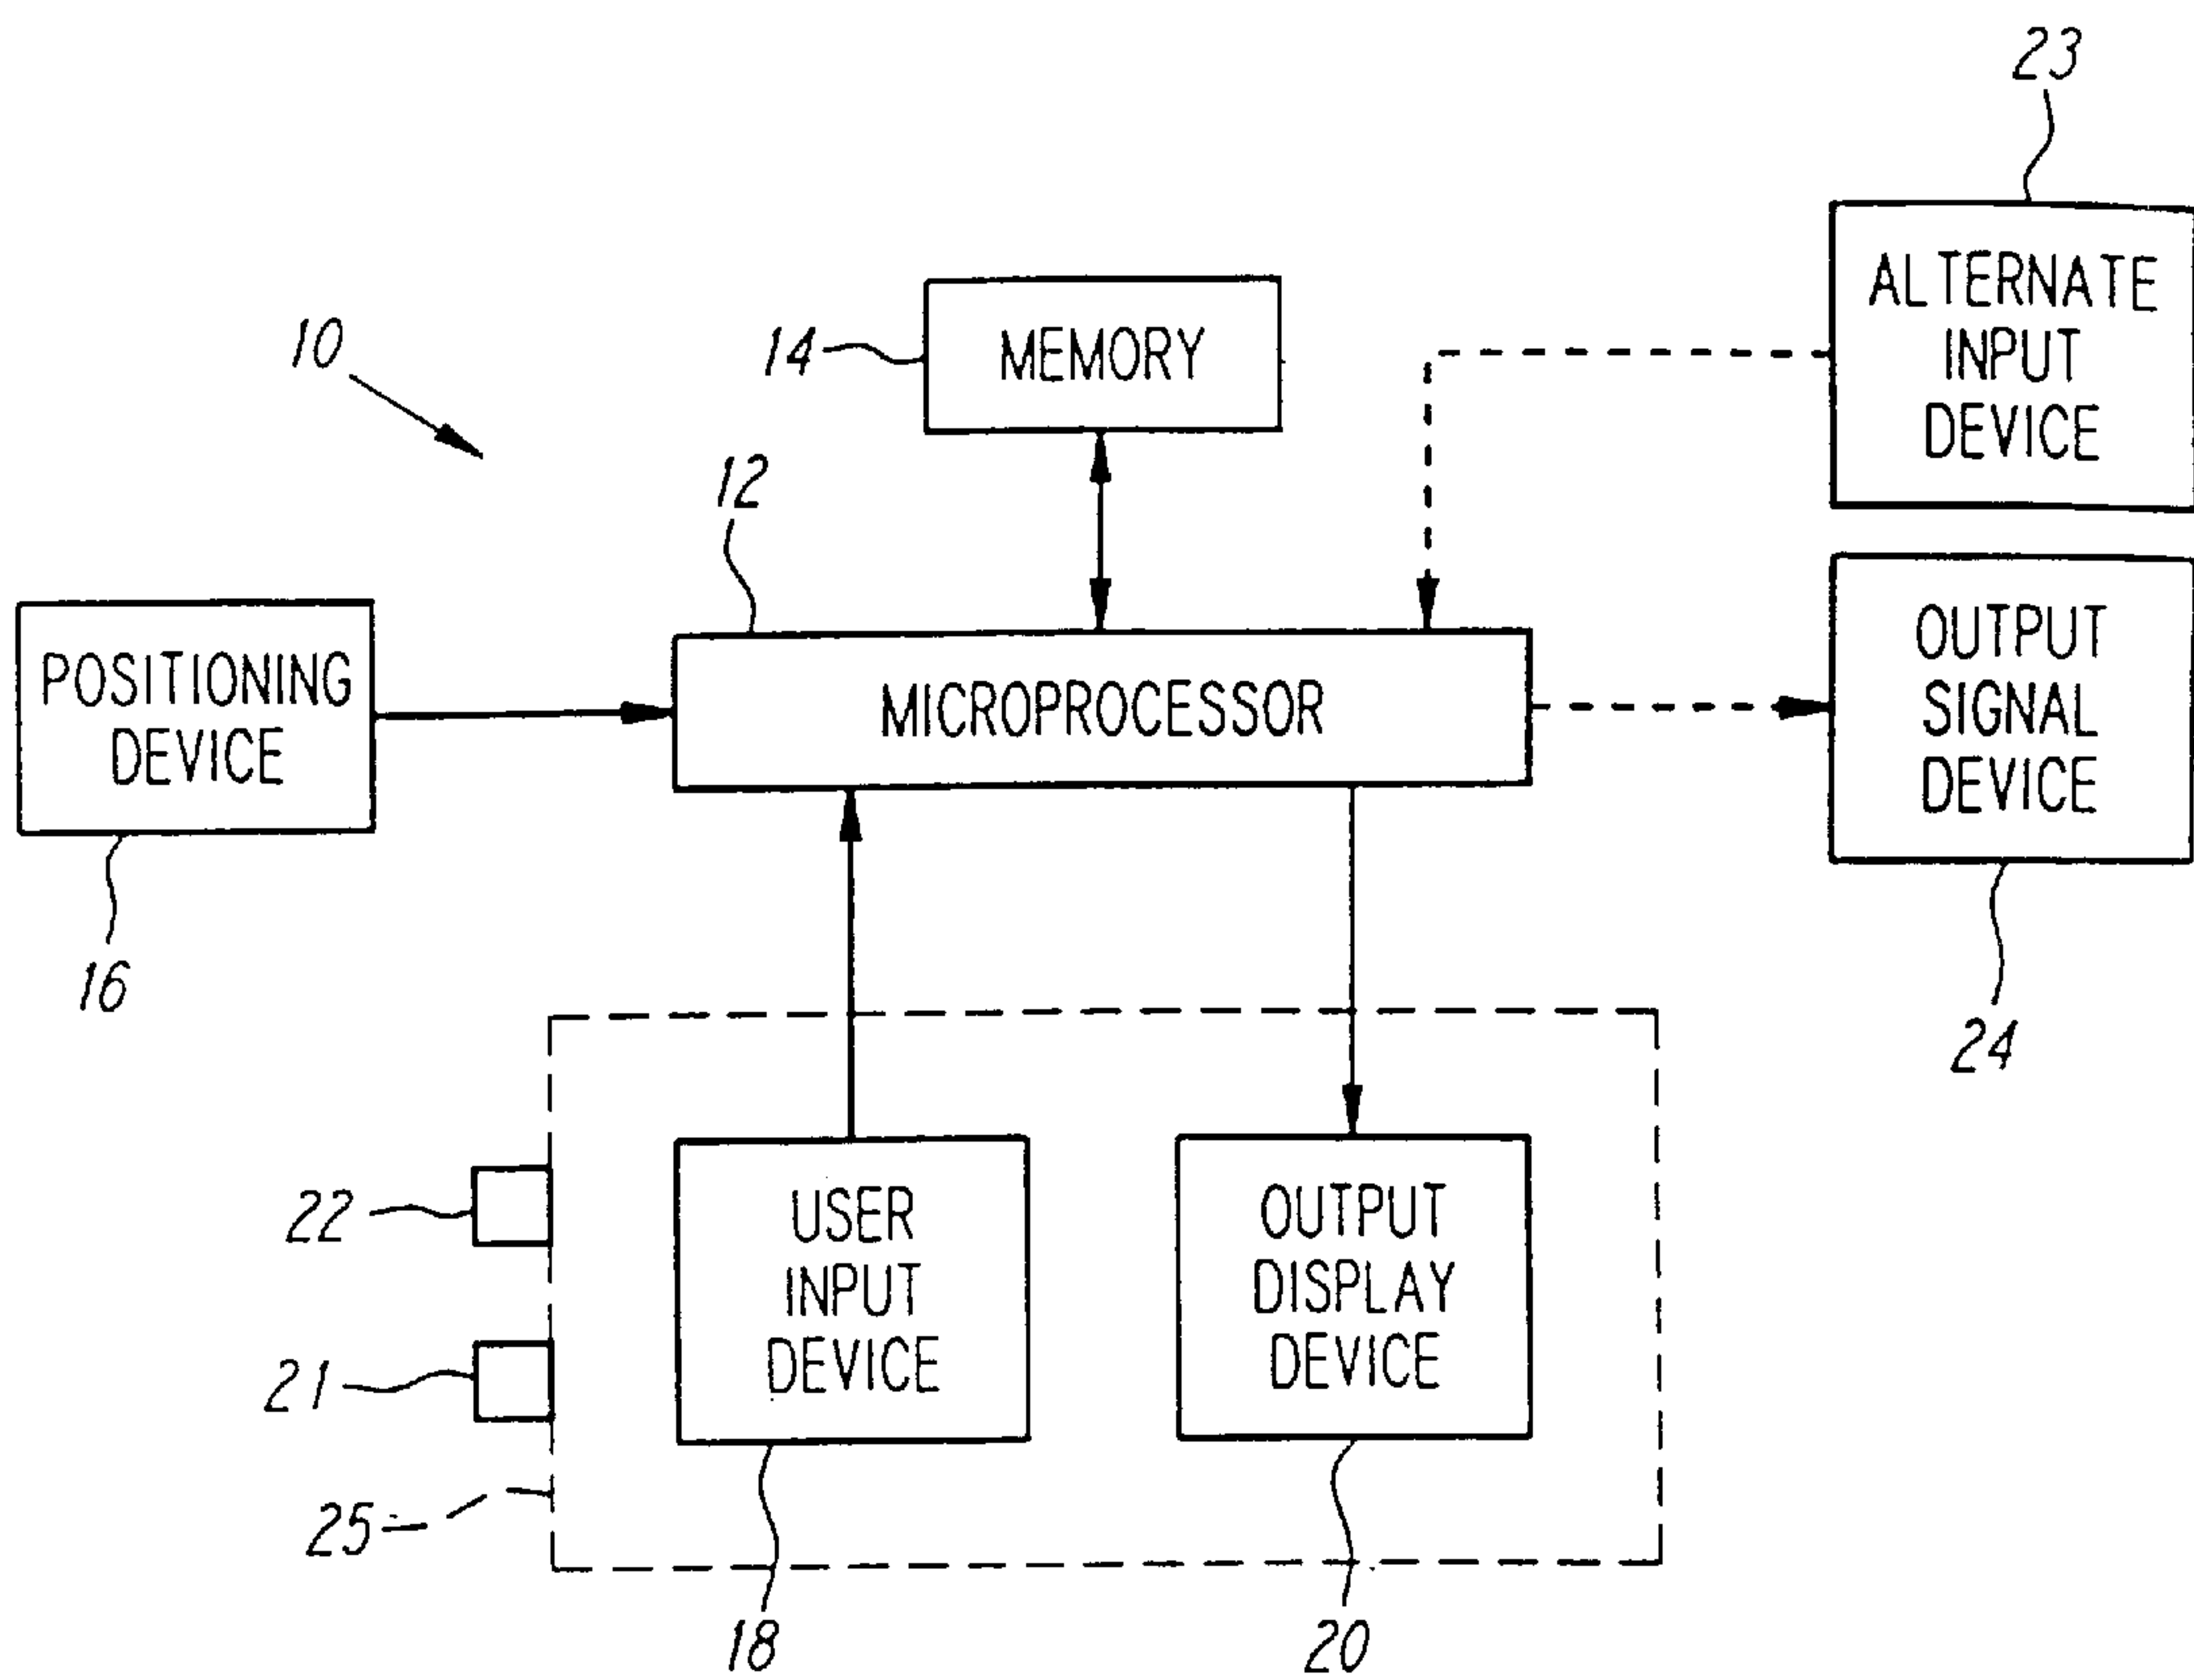 23
ALTERNATE
INPUT
DEVICE
10
14
MEMORY
12
POSITIONING
DEVICE
MICROPROCESSOR
OUTPUT
SIGNAL
DEVICE
16
24
22
USER
INPUT
DEVICE
OUTPUT
DISPLAY
DEVICE
21
25
18
20